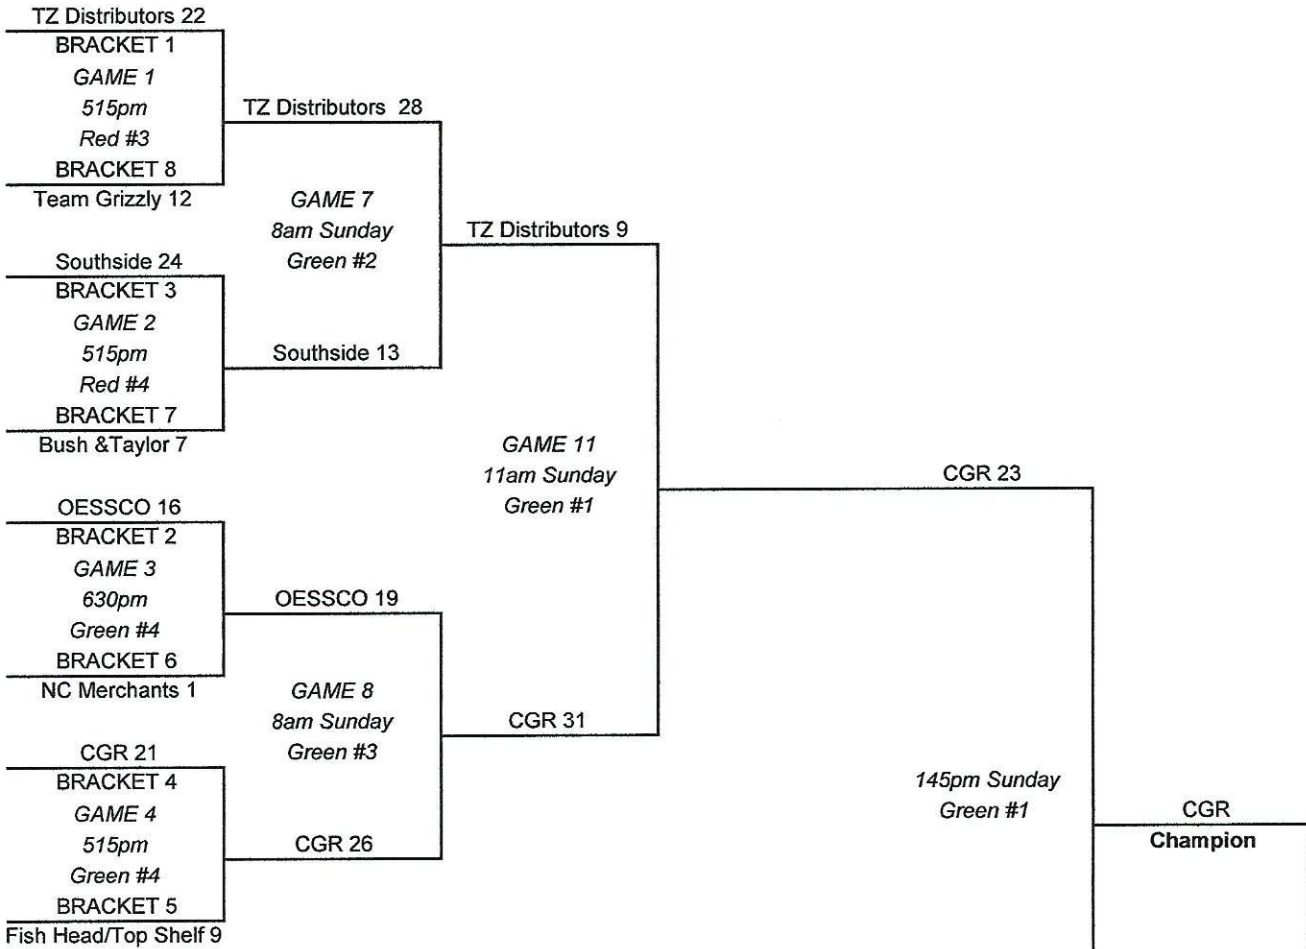 TZ Distributors 22
BRACKET 1
GAME 1
515pm
Red #3
BRACKET 8
Team Grizzly 12
Southside 24
BRACKET 3
GAME 2
515pm
Red #4
BRACKET 7
Bush &Taylor 7
OESSCO 16
BRACKET 2
GAME 3
630pm
Green #4
BRACKET 6
NC Merchants 1
CGR 21
BRACKET 4
GAME 4
515pm
Green #4
BRACKET 5
Fish Head/Top Shelf 9
TZ Distributors 28
GAME 7
8am Sunday
Green #2
Southside 13
OESSCO 19
GAME 8
8am Sunday
Green #3
CGR 26
TZ Distributors 9
GAME 11
11am Sunday
Green #1
CGR 31
CGR 23
145pm Sunday
Green #1
CGR
Champion